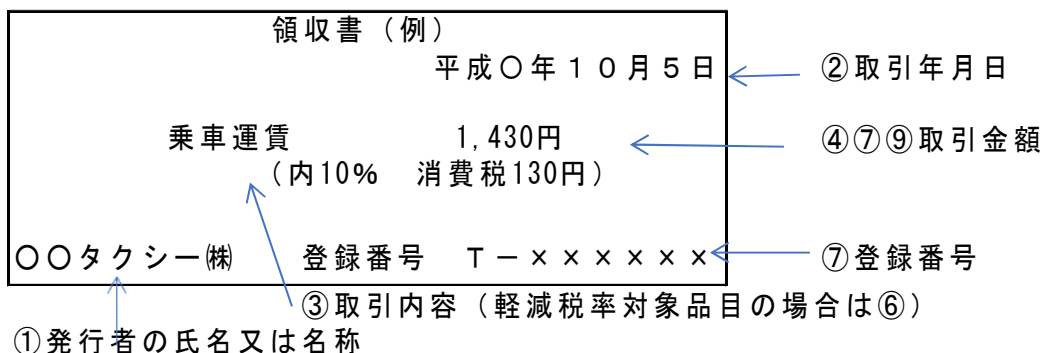 領収書（例）
平成〇年１０月５日
②取引年月日
乗車運賃 1,430円
④⑦⑨取引金額
（内10% 消費税130円）
〇〇タクシー㈱ 登録番号 Ｔ－××××××
⑦登録番号
③取引内容（軽減税率対象品目の場合は⑥）
①発行者の氏名又は名称